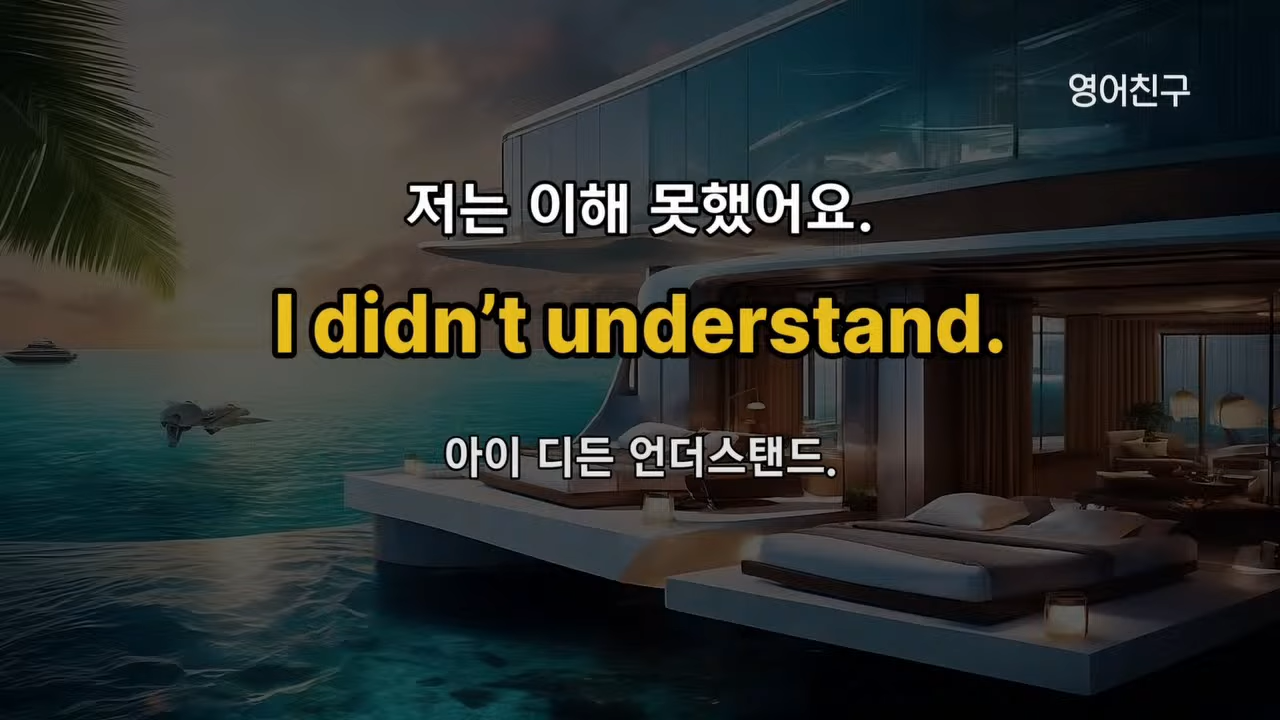 영어친구
저는 이해 못했어요.
I didn’t understand.
아이 디든 언더스탠드.